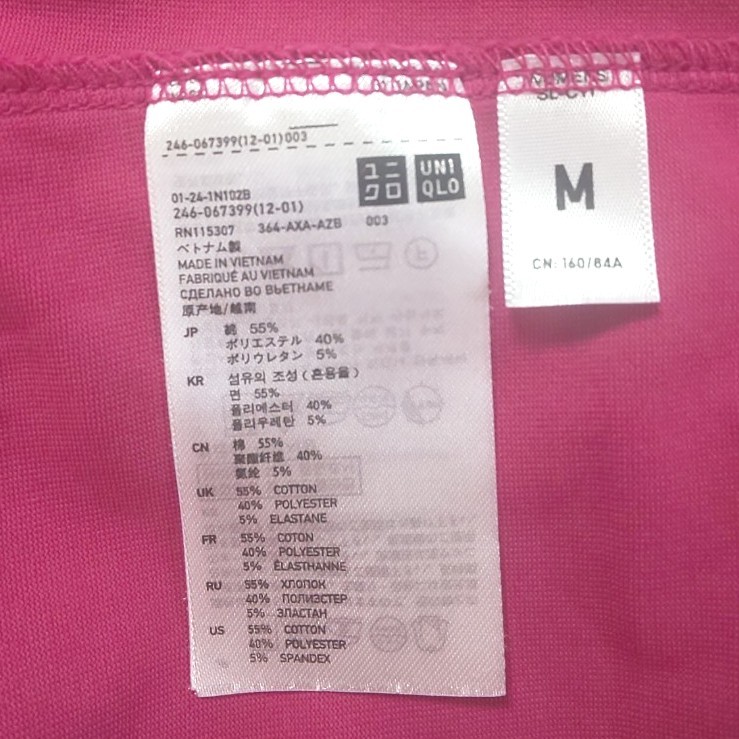 246-067399(12-01)003
ユニクロ
UNIQLO
01-24-1N102B
246-067399(12-01)
RN115307 364-AXA-AZB 003
ベトナム製
MADE IN VIETNAM
FABRIQUÉ AU VIETNAM
СДЕЛАНО ВО ВЬЕТНАМЕ
原产地/越南
JP 綿 55%
ポリエステル 40%
ポリウレタン 5%
KR 섬유의 조성 (혼용율)
면 55%
폴리에스터 40%
폴리우레탄 5%
CN 棉 55%
聚酯纤维 40%
氨纶 5%
UK 55% COTTON
40% POLYESTER
5% ELASTANE
FR 55% COTON
40% POLYESTER
5% ÉLASTHANNE
RU 55% ХЛОПОК
40% ПОЛИЭСТЕР
5% ЭЛАСТАН
US 55% COTTON
40% POLYESTER
5% SPANDEX
WOMENS
M
CN: 160/84A